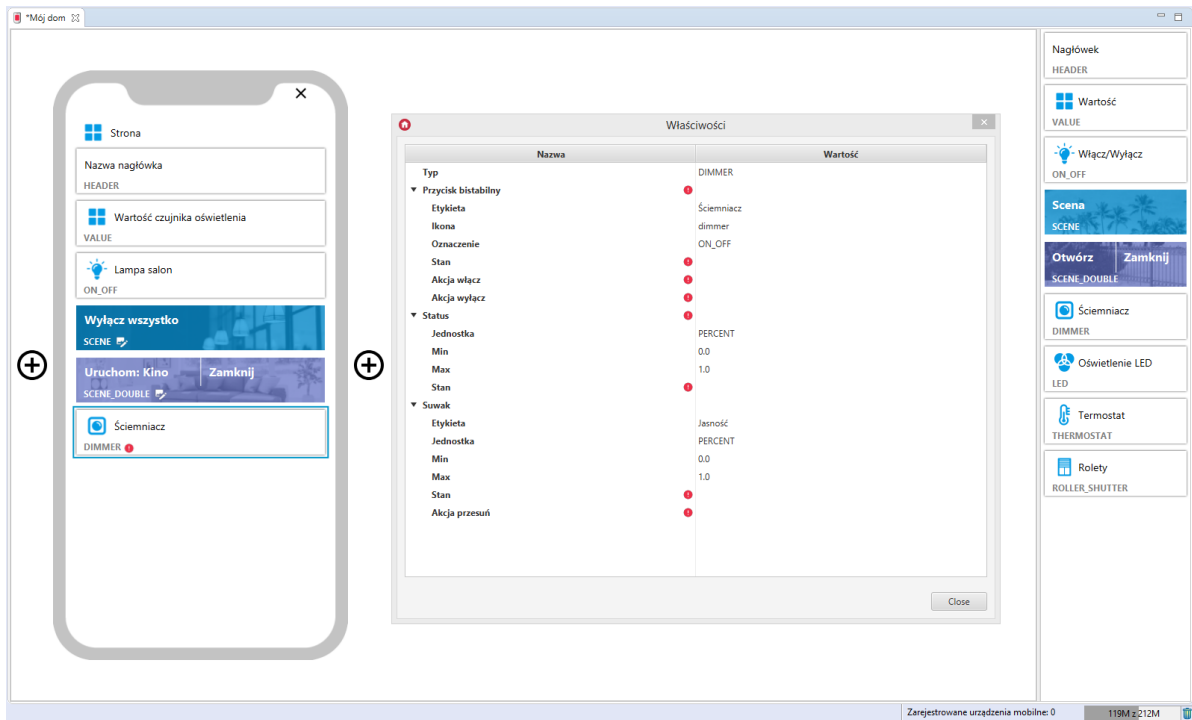 *Mój dom
Strona
Nazwa nagłówka
HEADER
Wartość czujnika oświetlenia
VALUE
Lampa salon
ON_OFF
Wyłącz wszystko
SCENE
Uruchom: Kino Zamknij
SCENE_DOUBLE
Ściemniacz
DIMMER
Właściwości
Nazwa Wartość
Typ DIMMER
Przycisk bistabilny
Etykieta Ściemniacz
Ikona dimmer
Oznaczenie ON_OFF
Stan
Akcja włącz
Akcja wyłącz
Status
Jednostka PERCENT
Min 0.0
Max 1.0
Stan
Suwak
Etykieta Jasność
Jednostka PERCENT
Min 0.0
Max 1.0
Stan
Akcja przesuń
Close
Nagłówek
HEADER
Wartość
VALUE
Włącz/Wyłącz
ON_OFF
Scena
SCENE
Otwórz Zamknij
SCENE_DOUBLE
Ściemniacz
DIMMER
Oświetlenie LED
LED
Termostat
THERMOSTAT
Rolety
ROLLER_SHUTTER
Zarejestrowane urządzenia mobilne: 0 119M z 212M